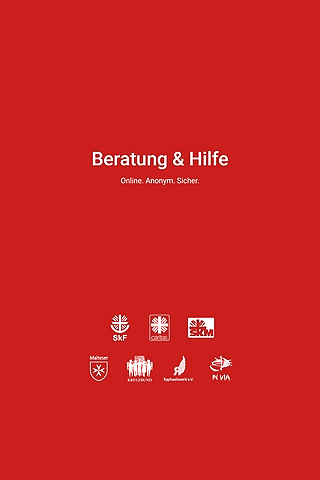 Beratung & Hilfe
Online. Anonym. Sicher.
SkF
caritas
SKM
Malteser
KREUZBUND
Raphaelswerk e.V.
IN VIA